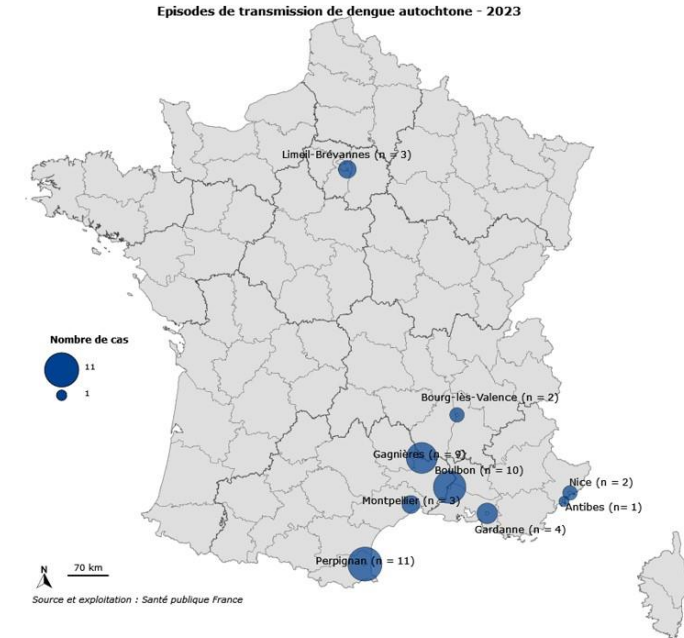 Episodes de transmission de dengue autochtone - 2023
Limeil-Brévannes (n = 3)
Nombre de cas
11
1
Bourg-lès-Valence (n = 2)
Gagnières (n = 9)
Boulbon (n = 10)
Nice (n = 2)
Montpellier (n = 3)
Antibes (n= 1)
Gardanne (n = 4)
Perpignan (n = 11)
N
70 km
Source et exploitation : Santé publique France